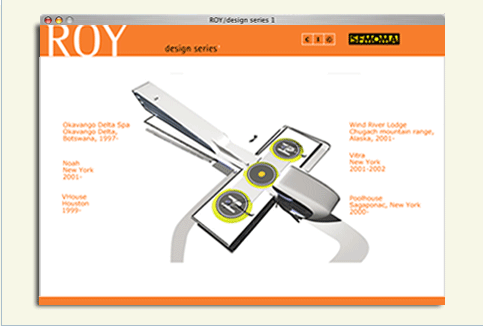 ROY/design series 1
ROY
design series
SFMOMA
Okavango Delta Spa
Okavango Delta,
Botswana, 1997-
Noah
New York
2001-
VHouse
Houston
1999-
Wind River Lodge
Chugach mountain range,
Alaska, 2001-
Vitra
New York
2001-2002
Poolhouse
Sagaponac, New York
2000-